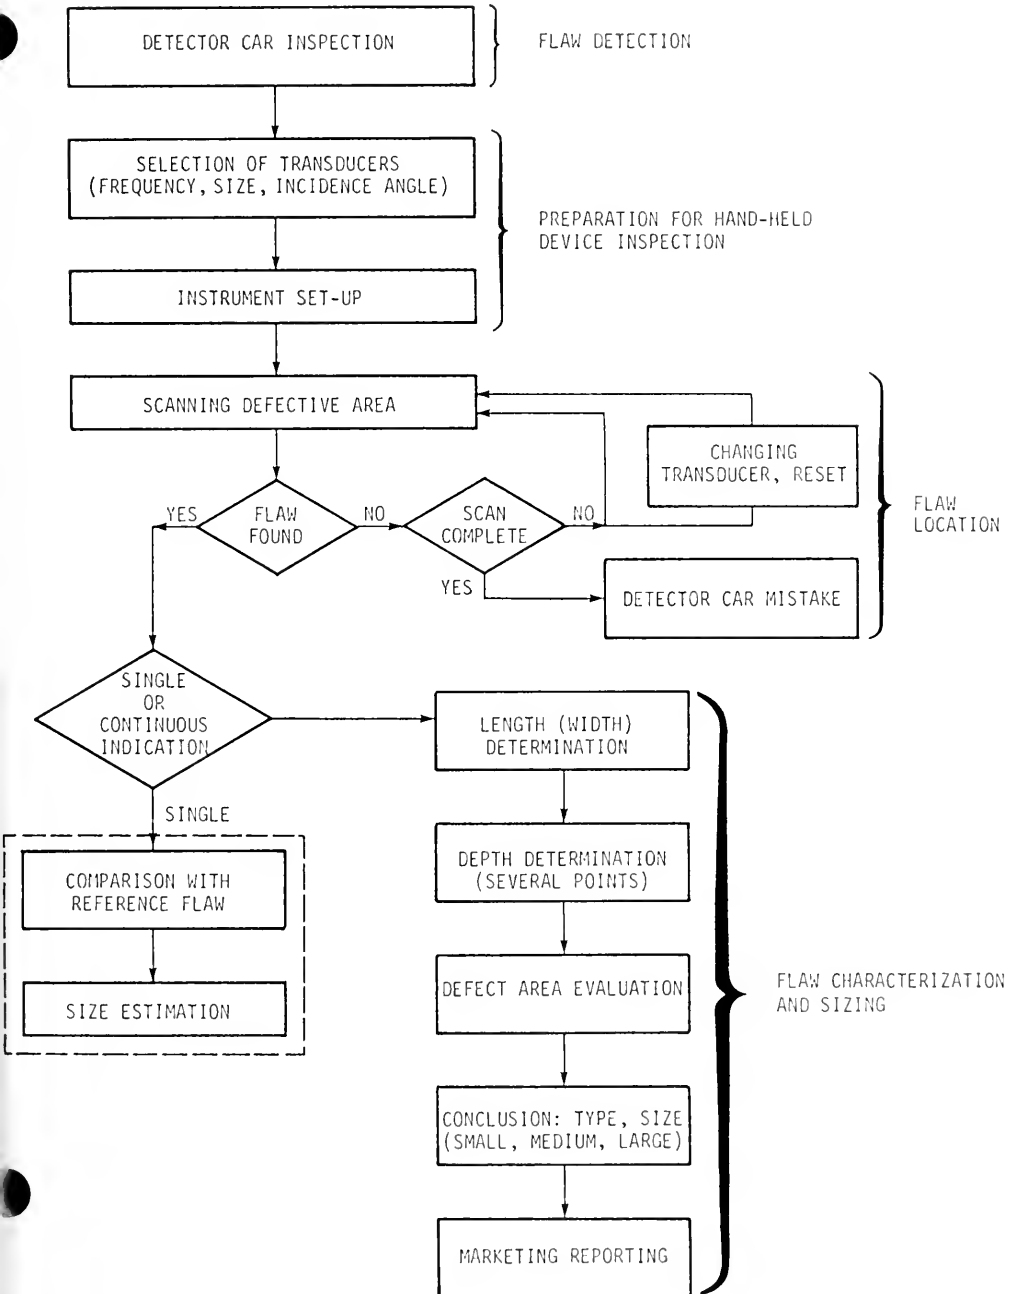 DETECTOR CAR INSPECTION
FLAW DETECTION
SELECTION OF TRANSDUCERS
(FREQUENCY, SIZE, INCIDENCE ANGLE)
PREPARATION FOR HAND-HELD
DEVICE INSPECTION
INSTRUMENT SET-UP
SCANNING DEFECTIVE AREA
CHANGING
TRANSDUCER, RESET
FLAW
LOCATION
YES
FLAW
FOUND
NO
SCAN
COMPLETE
NO
YES
DETECTOR CAR MISTAKE
SINGLE
OR
CONTINUOUS
INDICATION
LENGTH (WIDTH)
DETERMINATION
SINGLE
COMPARISON WITH
REFERENCE FLAW
SIZE ESTIMATION
DEPTH DETERMINATION
(SEVERAL POINTS)
DEFECT AREA EVALUATION
FLAW CHARACTERIZATION
AND SIZING
CONCLUSION: TYPE, SIZE
(SMALL, MEDIUM, LARGE)
MARKETING REPORTING